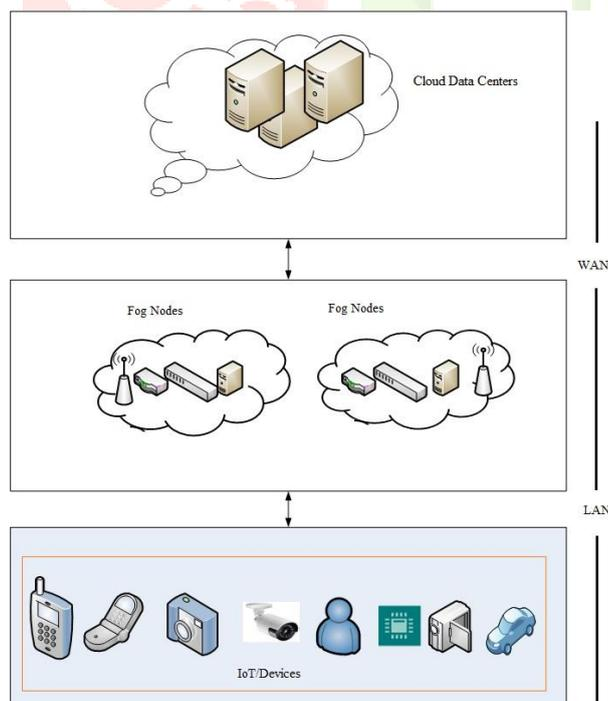 Cloud Data Centers
WAN
Fog Nodes
Fog Nodes
LAN
IoT/Devices